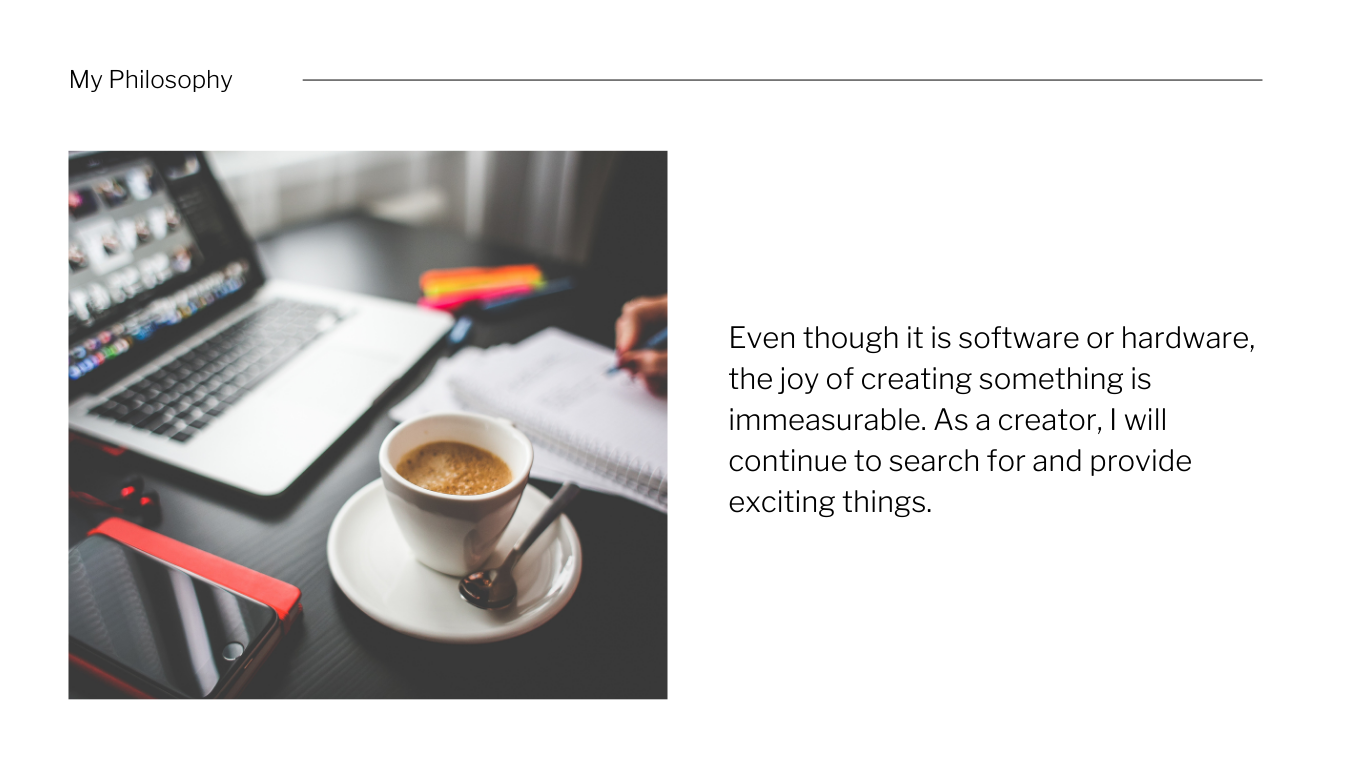 My Philosophy
Even though it is software or hardware,
the joy of creating something is
immeasurable. As a creator, I will
continue to search for and provide
exciting things.